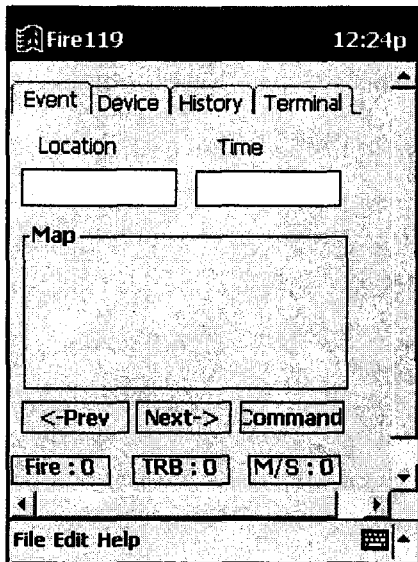 Fire119 12:24p
Event Device History Terminal
Location Time
Map
<-Prev Next-> Command
Fire : 0 TRB : 0 M/S : 0
File Edit Help